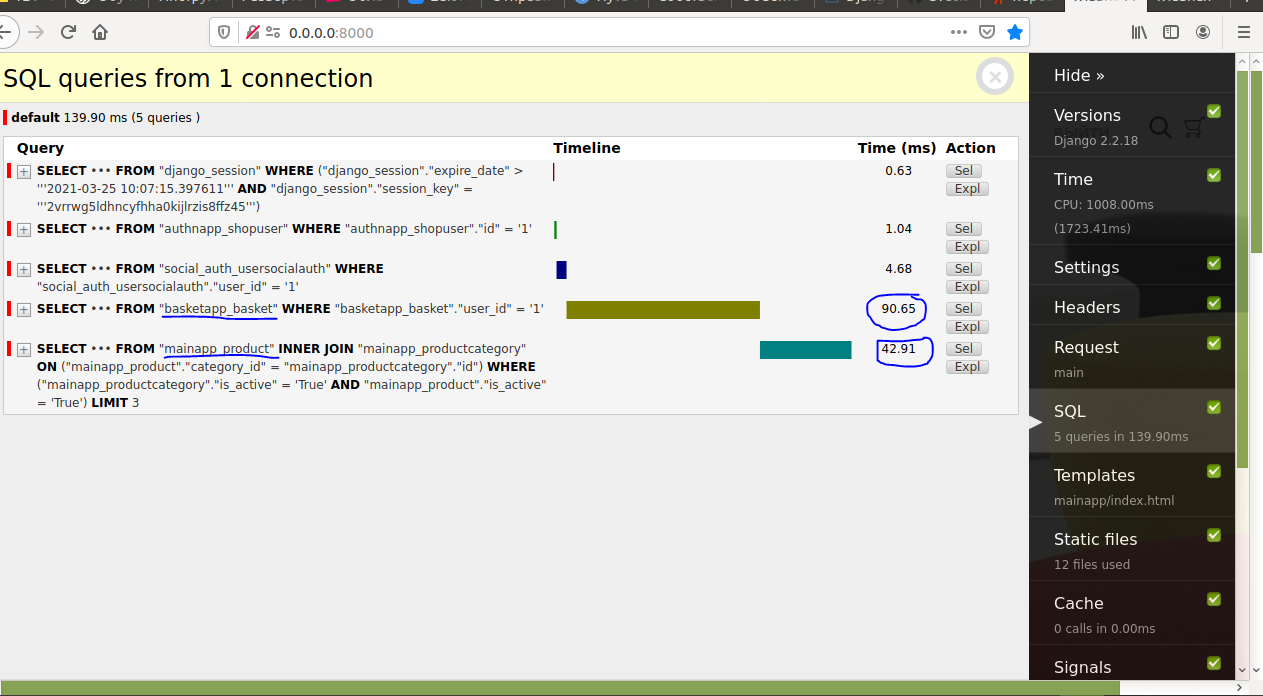 0.0.0.0:8000
SQL queries from 1 connection
default 139.90 ms (5 queries )
Query Timeline Time (ms) Action
SELECT ••• FROM "django_session" WHERE ("django_session"."expire_date" > 0.63 Sel
'''2021-03-25 10:07:15.397611''' AND "django_session"."session_key" = Expl
'''2vrrwg5ldhncyfhha0kijlrzis8ffz45''')
SELECT ••• FROM "authnapp_shopuser" WHERE "authnapp_shopuser"."id" = '1' 1.04 Sel
Expl
SELECT ••• FROM "social_auth_usersocialauth" WHERE 4.68 Sel
"social_auth_usersocialauth"."user_id" = '1' Expl
SELECT ••• FROM "basketapp_basket" WHERE "basketapp_basket"."user_id" = '1' 90.65 Sel
Expl
SELECT ••• FROM "mainapp_product" INNER JOIN "mainapp_productcategory" 42.91 Sel
ON ("mainapp_product"."category_id" = "mainapp_productcategory"."id") WHERE Expl
("mainapp_productcategory"."is_active" = 'True' AND "mainapp_product"."is_active"
= 'True') LIMIT 3
Hide »
Versions
Django 2.2.18
Time
CPU: 1008.00ms
(1723.41ms)
Settings
Headers
Request
main
SQL
5 queries in 139.90ms
Templates
mainapp/index.html
Static files
12 files used
Cache
0 calls in 0.00ms
Signals